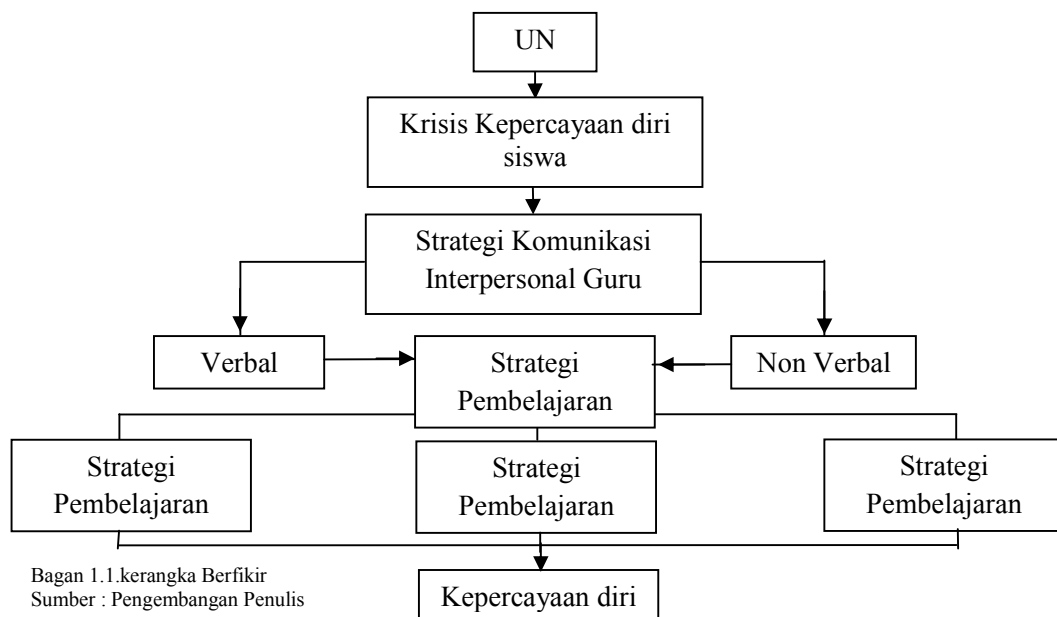 UN
Krisis Kepercayaan diri
siswa
Strategi Komunikasi
Interpersonal Guru
Verbal
Strategi
Pembelajaran
Non Verbal
Strategi
Pembelajaran
Strategi
Pembelajaran
Strategi
Pembelajaran
Bagan 1.1.kerangka Berfikir
Sumber : Pengembangan Penulis
Kepercayaan diri